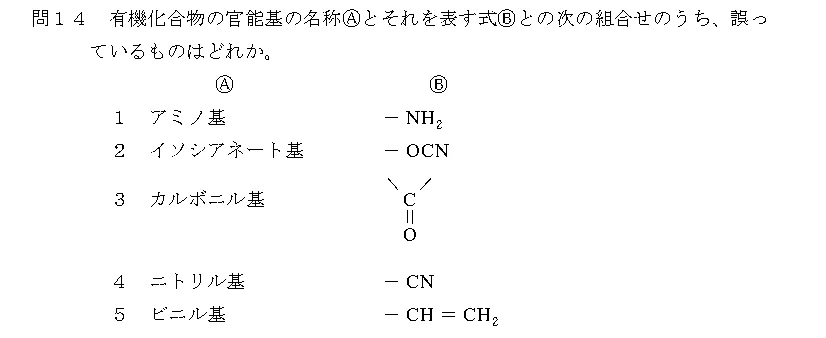 問１４　有機化合物の官能基の名称Ⓐとそれを表す式Ⓑとの次の組合せのうち、誤っ
ているものはどれか。
Ⓐ　Ⓑ
１　アミノ基　－NH₂
２　イソシアネート基　－OCN
３　カルボニル基　C
O
４　ニトリル基　－CN
５　ビニル基　－CH＝CH₂